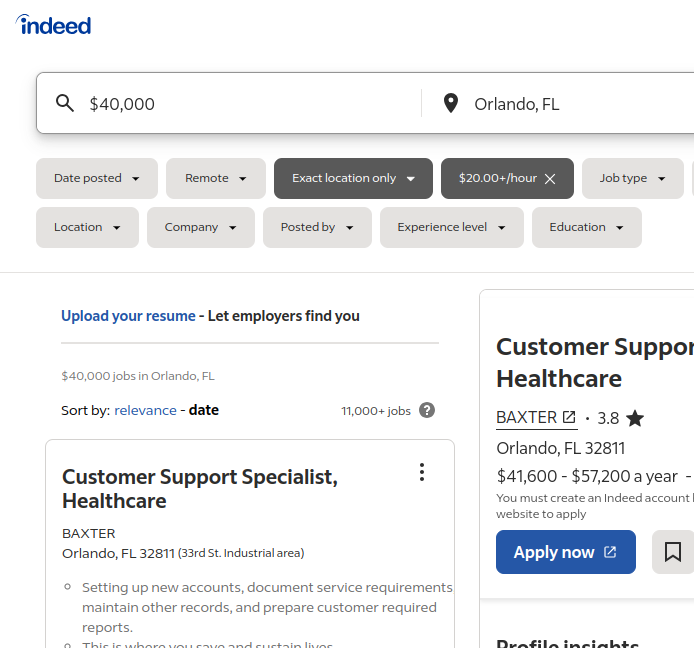 indeed
$40,000
Orlando, FL
Date posted
Remote
Exact location only
$20.00+/hour
Job type
Location
Company
Posted by
Experience level
Education
Upload your resume - Let employers find you
$40,000 jobs in Orlando, FL
Sort by: relevance - date
11,000+ jobs ?
Customer Support Specialist,
Healthcare
BAXTER
Orlando, FL 32811 (33rd St. Industrial area)
Setting up new accounts, document service requirements
maintain other records, and prepare customer required
reports.
This is where you save and sustain lives
Customer Suppor
Healthcare
BAXTER · 3.8
Orlando, FL 32811
$41,600 - $57,200 a year -
You must create an Indeed account
website to apply
Apply now
Profile insights